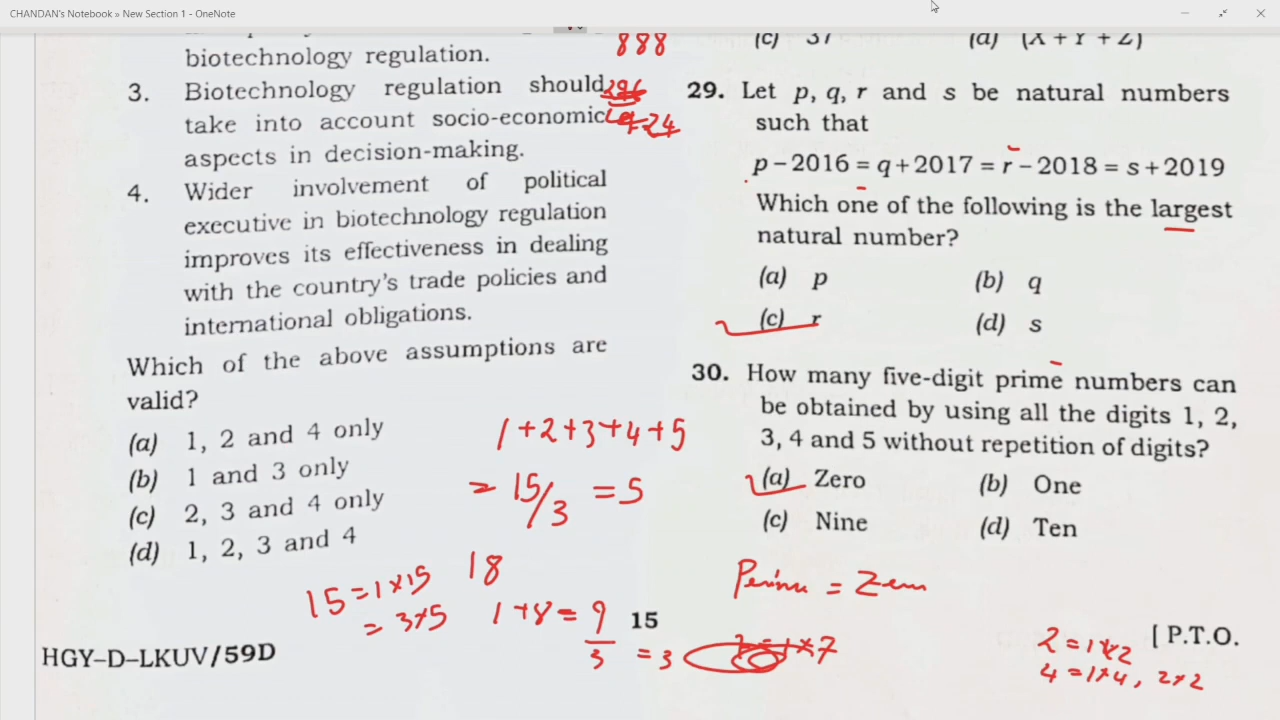 CHANDAN's Notebook » New Section 1 - OneNote
biotechnology regulation.
3. Biotechnology regulation should
take into account socio-economic
aspects in decision-making.
4. Wider involvement of political
executive in biotechnology regulation
improves its effectiveness in dealing
with the country's trade policies and
international obligations.
Which of the above assumptions are
valid?
(a) 1, 2 and 4 only
(b) 1 and 3 only
(c) 2, 3 and 4 only
(d) 1, 2, 3 and 4
888
1+2+3+4+5
= 15/3 = 5
15 = 1×15
= 3×5
18
1+8 = 9
3 = 3
15
HGY–D–LKUV/59D
(c) 37 (d) (X + Y + Z)
29. Let p, q, r and s be natural numbers
such that
p – 2016 = q + 2017 = r – 2018 = s + 2019
Which one of the following is the largest
natural number?
(a) p (b) q
(c) r (d) s
30. How many five-digit prime numbers can
be obtained by using all the digits 1, 2,
3, 4 and 5 without repetition of digits?
(a) Zero (b) One
(c) Nine (d) Ten
= Zero
2 = 1×2
4 = 1×4, 2×2
[ P.T.O.